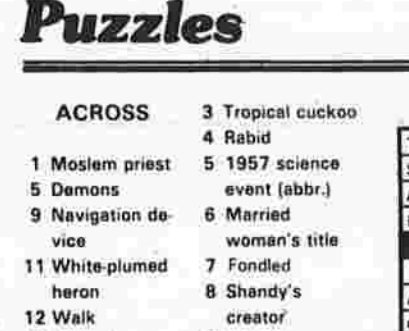 Puzzles
ACROSS
1 Moslem priest
5 Demons
9 Navigation de-
vice
11 White-plumed
heron
12 Walk
3 Tropical cuckoo
4 Rabid
5 1957 science
event (abbr.)
6 Married
woman's title
7 Fondled
8 Shandy's
creator